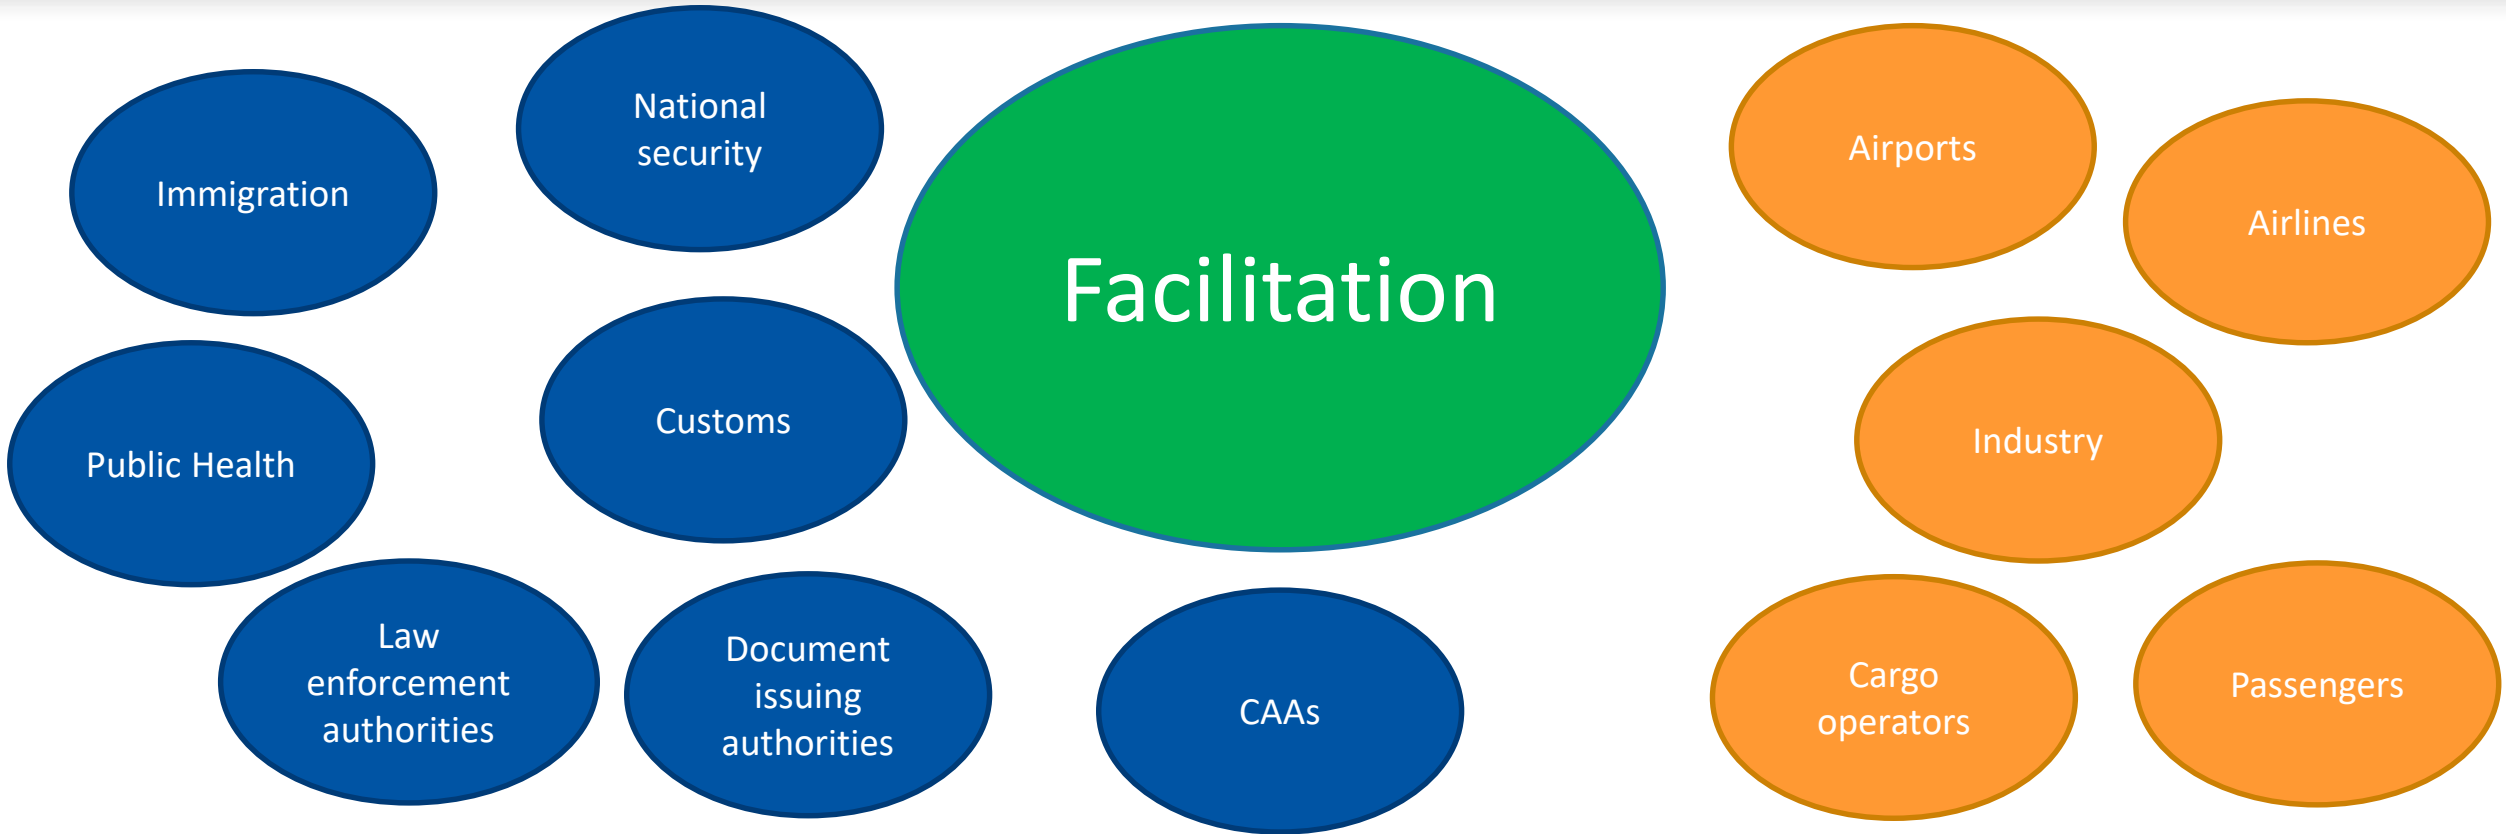 National
security
Immigration
Customs
Public Health
Law
enforcement
authorities
Document
issuing
authorities
CAAs
Facilitation
Airports
Airlines
Industry
Cargo
operators
Passengers